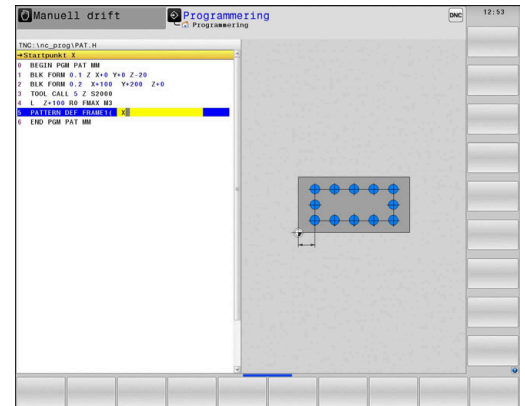 Manuell drift
Programmering
Programmering
DNC
12:53
TNC:\nc_prog\PAT.H
→Startpunkt X
0 BEGIN PGM PAT MM
1 BLK FORM 0.1 Z X+0 Y+0 Z-20
2 BLK FORM 0.2 X+100 Y+200 Z+0
3 TOOL CALL 5 Z S2000
4 L Z+100 R0 FMAX M3
5 PATTERN DEF FRAME1( X
6 END PGM PAT MM